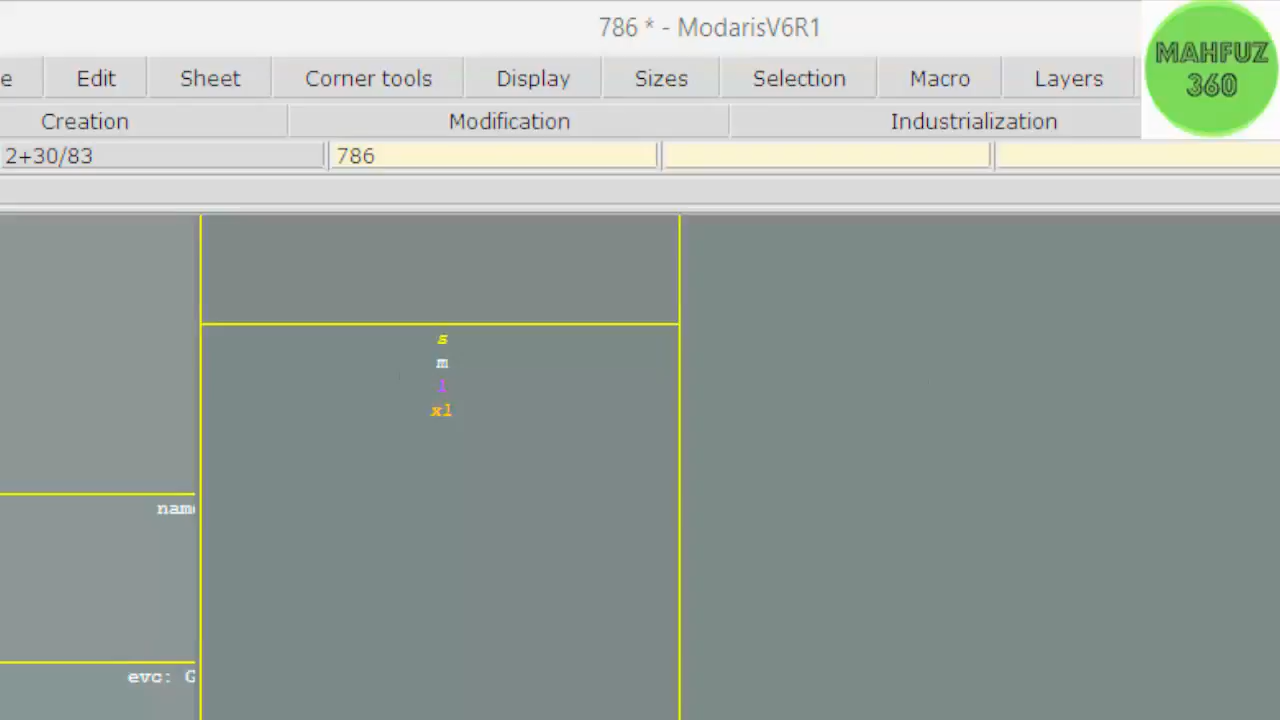 786 * - ModarisV6R1
MAHFUZ
360
e Edit Sheet Corner tools Display Sizes Selection Macro Layers
Creation Modification Industrialization
2+30/83 786
s
m
l
xl
name
evc: G